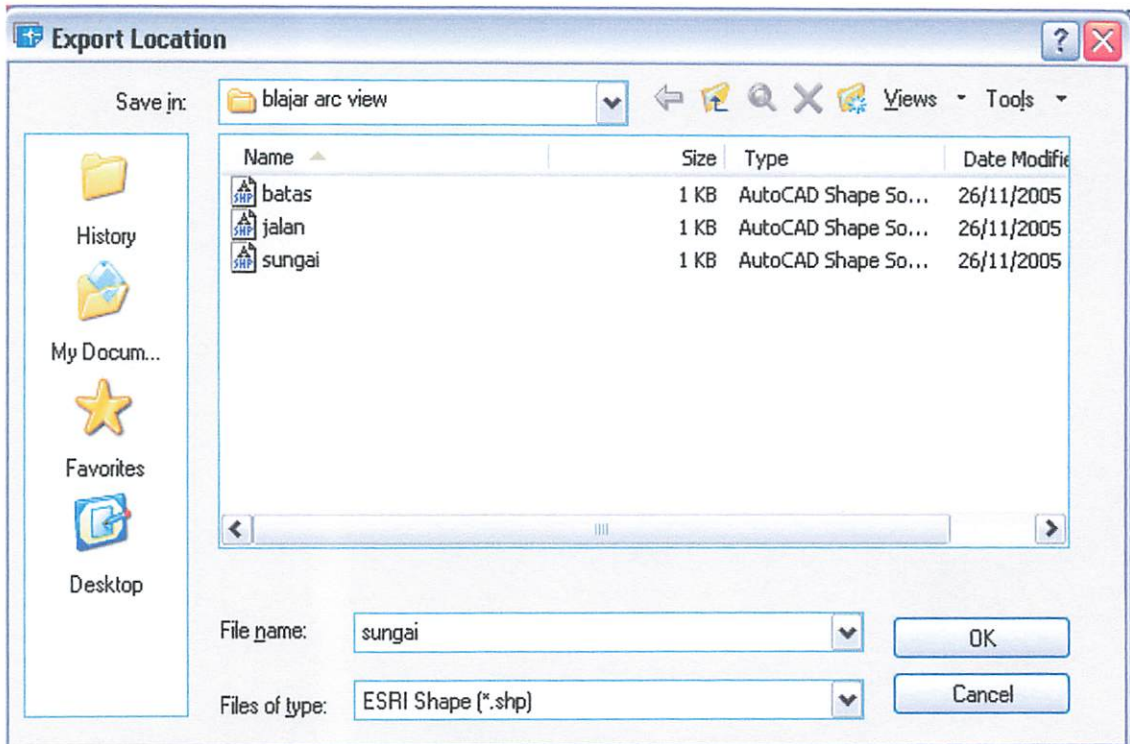 Export Location
Save in: blajar arc view Views Tools
Name Size Type Date Modifie
batas 1 KB AutoCAD Shape So... 26/11/2005
jalan 1 KB AutoCAD Shape So... 26/11/2005
sungai 1 KB AutoCAD Shape So... 26/11/2005
History
My Docum...
Favorites
Desktop
File name: sungai OK
Files of type: ESRI Shape (*.shp) Cancel